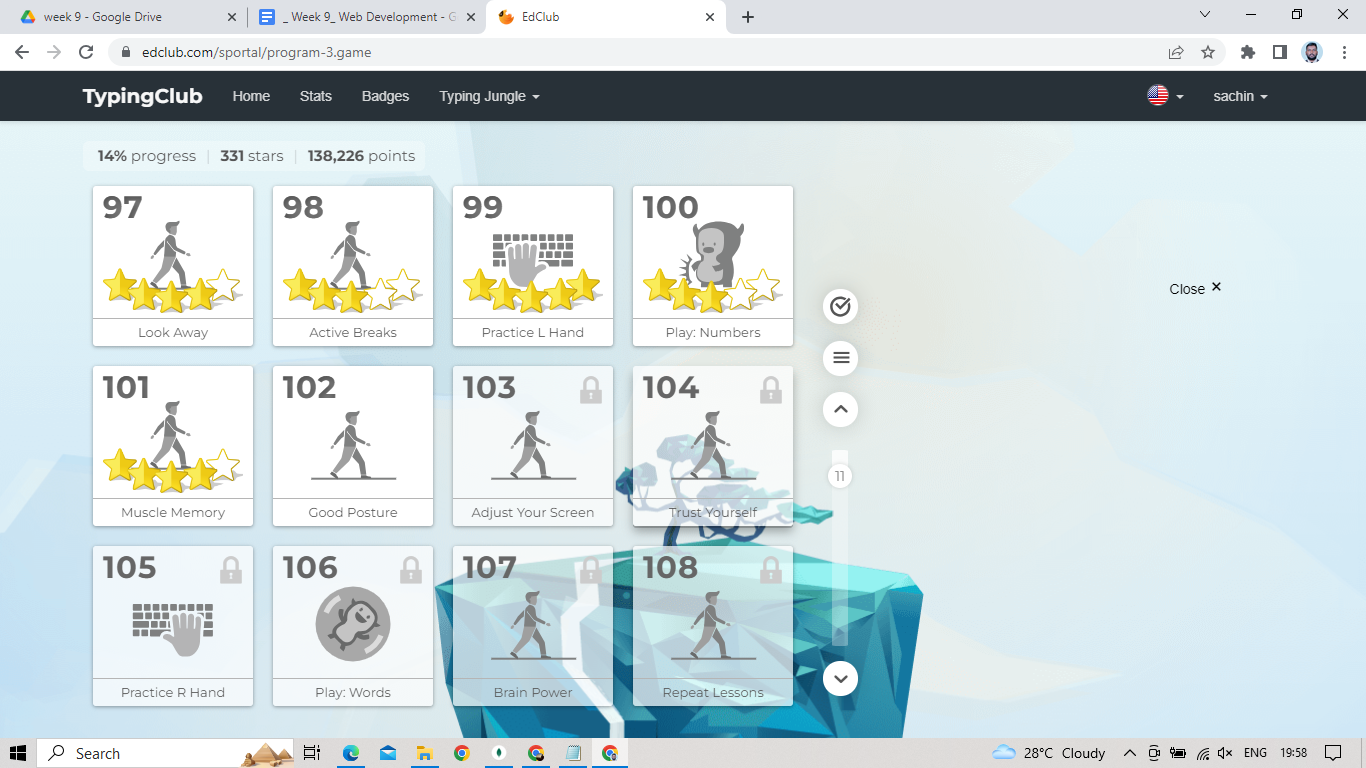 week 9 - Google Drive
_ Week 9_ Web Development - G
EdClub
edclub.com/sportal/program-3.game
TypingClub Home Stats Badges Typing Jungle sachin
14% progress | 331 stars | 138,226 points
97 98 99 100
Look Away Active Breaks Practice L Hand Play: Numbers
Close ×
101 102 103 104
11
Muscle Memory Good Posture Adjust Your Screen Trust Yourself
105 106 107 108
Practice R Hand Play: Words Brain Power Repeat Lessons
Search 28°C Cloudy ENG 19:58